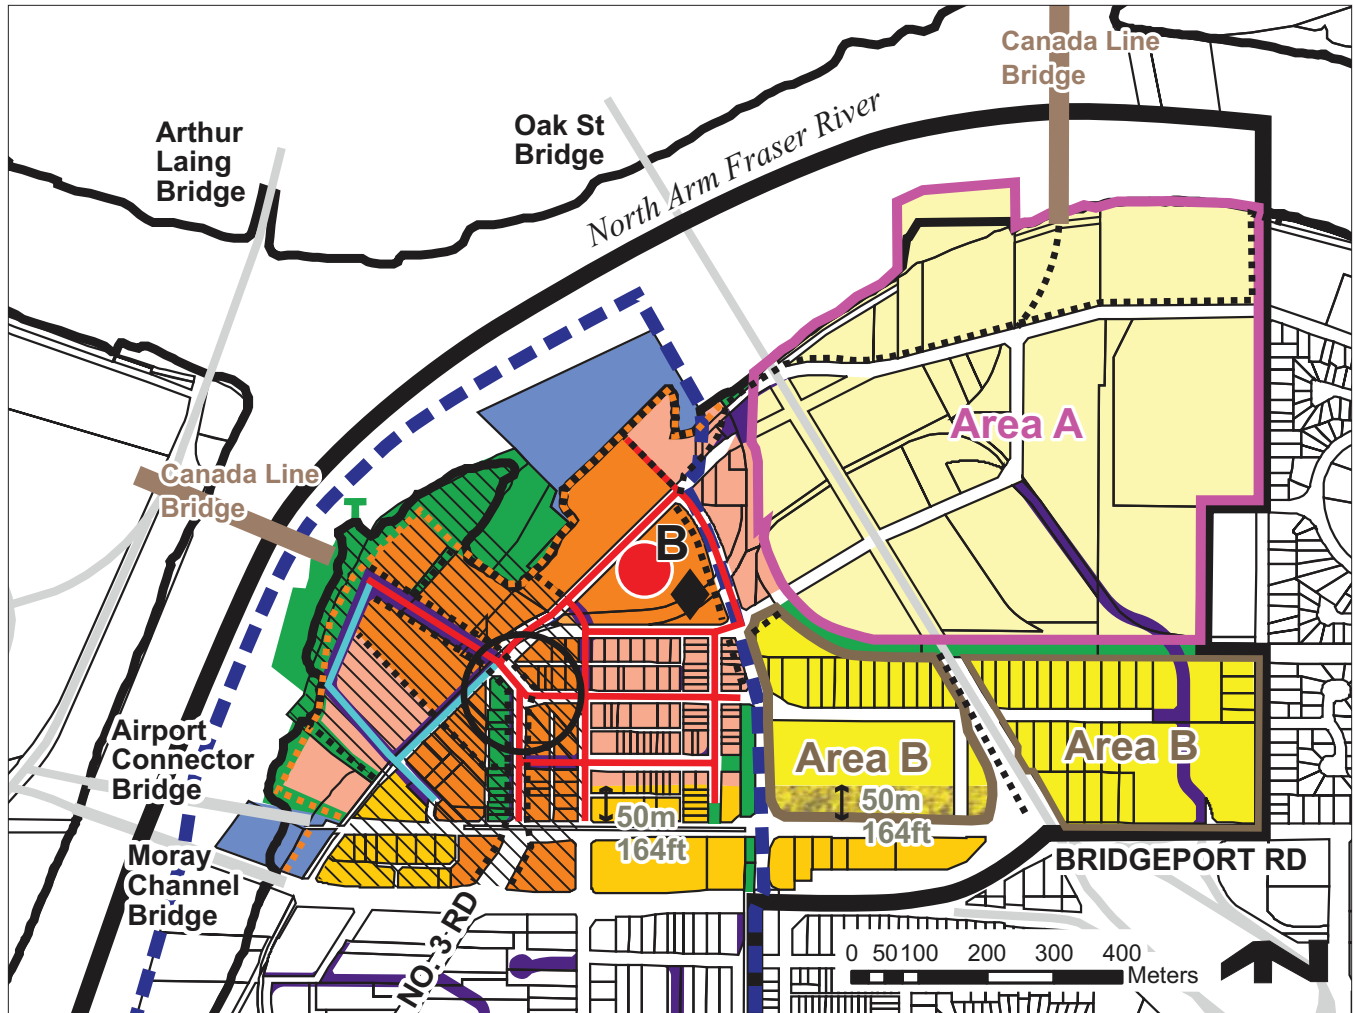 Canada Line
Bridge
Arthur
Laing
Bridge
Oak St
Bridge
North Arm Fraser River
Area A
Canada Line
Bridge
B
Airport
Connector
Bridge
Area B
Area B
50m
164ft
50m
164ft
Moray
Channel
Bridge
BRIDGEPORT RD
NO. 3 RD
0 50 100 200 300 400
Meters
N